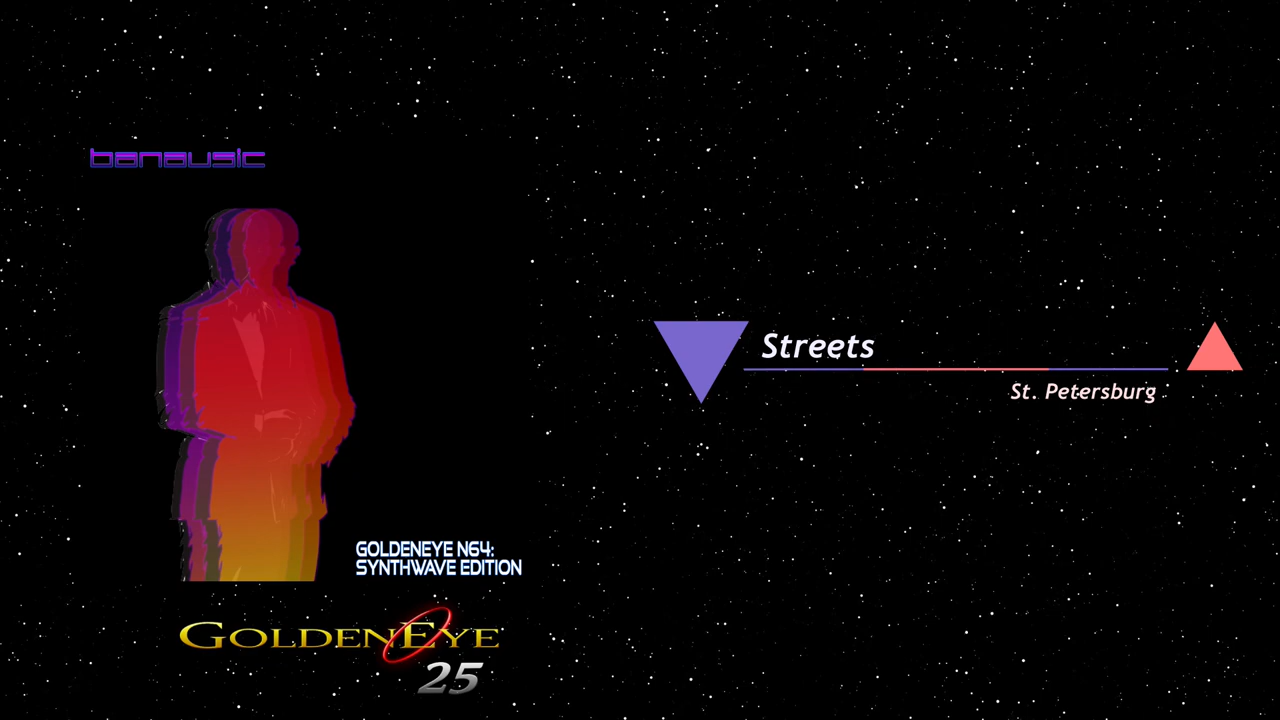 banausic
Streets
St. Petersburg
GOLDENEYE N64:
SYNTHWAVE EDITION
GOLDENEYE
25